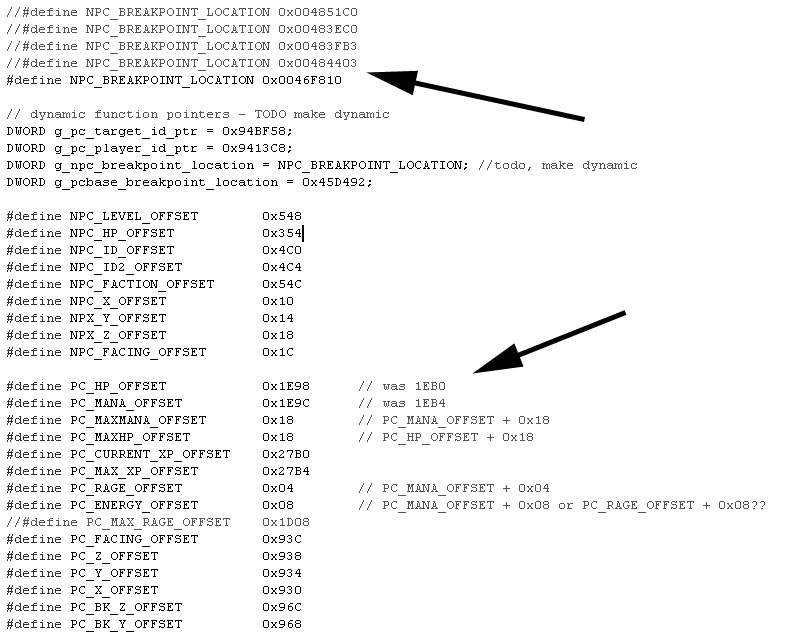 //#define NPC_BREAKPOINT_LOCATION 0x004851C0
//#define NPC_BREAKPOINT_LOCATION 0x00483EC0
//#define NPC_BREAKPOINT_LOCATION 0x00483FB3
//#define NPC_BREAKPOINT_LOCATION 0x00484403
#define NPC_BREAKPOINT_LOCATION 0x0046F810
// dynamic function pointers - TODO make dynamic
DWORD g_pc_target_id_ptr = 0x94BF58;
DWORD g_pc_player_id_ptr = 0x9413C8;
DWORD g_npc_breakpoint_location = NPC_BREAKPOINT_LOCATION; //todo, make dynamic
DWORD g_pcbase_breakpoint_location = 0x45D492;
#define NPC_LEVEL_OFFSET 0x548
#define NPC_HP_OFFSET 0x354
#define NPC_ID_OFFSET 0x4C0
#define NPC_ID2_OFFSET 0x4C4
#define NPC_FACTION_OFFSET 0x54C
#define NPC_X_OFFSET 0x10
#define NPX_Y_OFFSET 0x14
#define NPX_Z_OFFSET 0x18
#define NPC_FACING_OFFSET 0x1C
#define PC_HP_OFFSET 0x1E98 // was 1EB0
#define PC_MANA_OFFSET 0x1E9C // was 1EB4
#define PC_MAXMANA_OFFSET 0x18 // PC_MANA_OFFSET + 0x18
#define PC_MAXHP_OFFSET 0x18 // PC_HP_OFFSET + 0x18
#define PC_CURRENT_XP_OFFSET 0x27B0
#define PC_MAX_XP_OFFSET 0x27B4
#define PC_RAGE_OFFSET 0x04 // PC_MANA_OFFSET + 0x04
#define PC_ENERGY_OFFSET 0x08 // PC_MANA_OFFSET + 0x08 or PC_RAGE_OFFSET + 0x08??
//#define PC_MAX_RAGE_OFFSET 0x1D08
#define PC_FACING_OFFSET 0x93C
#define PC_Z_OFFSET 0x938
#define PC_Y_OFFSET 0x934
#define PC_X_OFFSET 0x930
#define PC_BK_Z_OFFSET 0x96C
#define PC_BK_Y_OFFSET 0x968